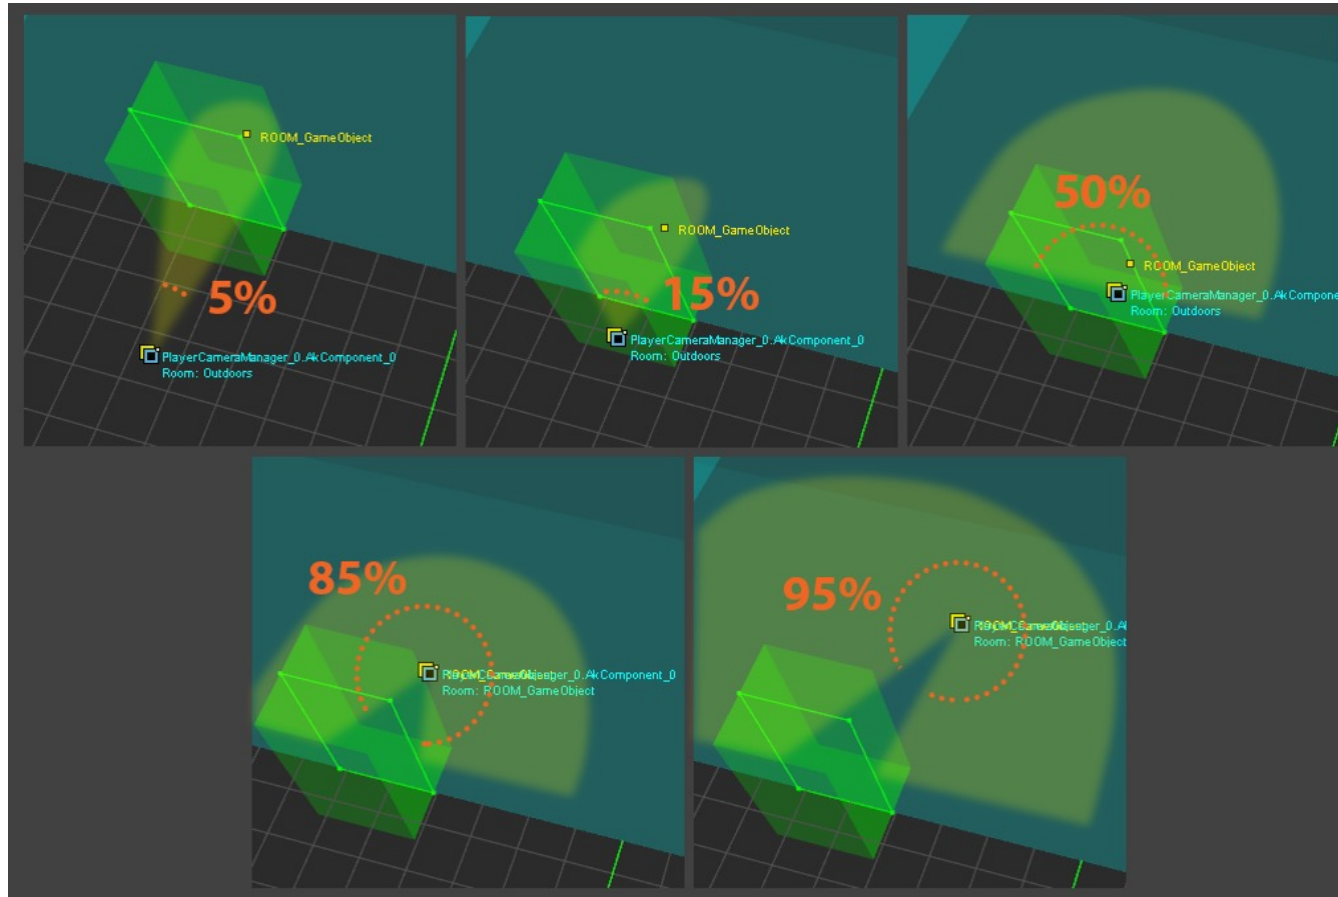 ROOM_GameObject
5%
PlayerCameraManager_0.AkComponent_0
Room: Outdoors
ROOM_GameObject
15%
PlayerCameraManager_0.AkComponent_0
Room: Outdoors
50%
ROOM_GameObject
PlayerCameraManager_0.AkCompone
Room: Outdoors
85%
AkComponent_0
Room: ROOM_GameObject
95%
Room: ROOM_GameObject